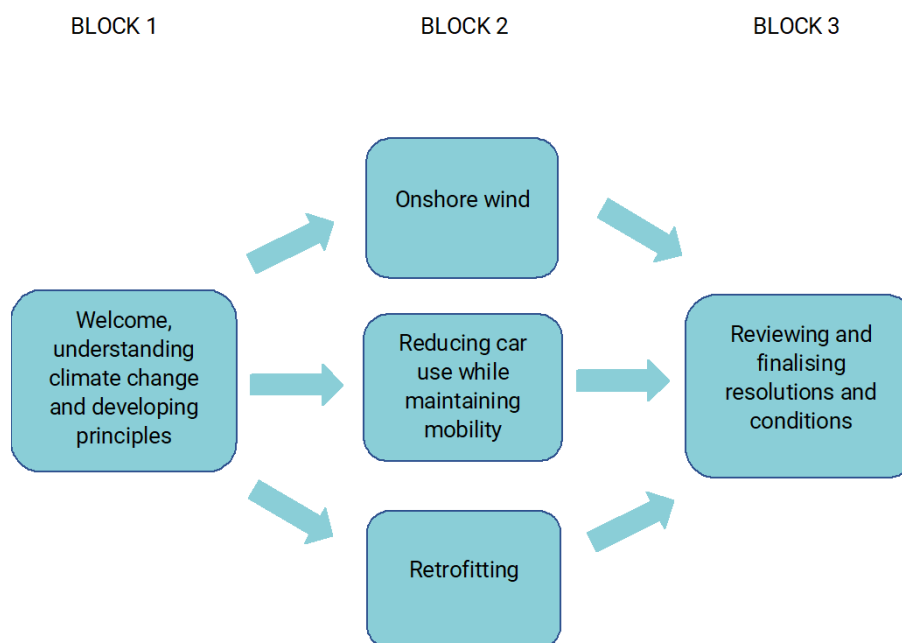 BLOCK 1
BLOCK 2
BLOCK 3
Welcome,
understanding
climate change
and developing
principles
Onshore wind
Reducing car
use while
maintaining
mobility
Retrofitting
Reviewing and
finalising
resolutions and
conditions